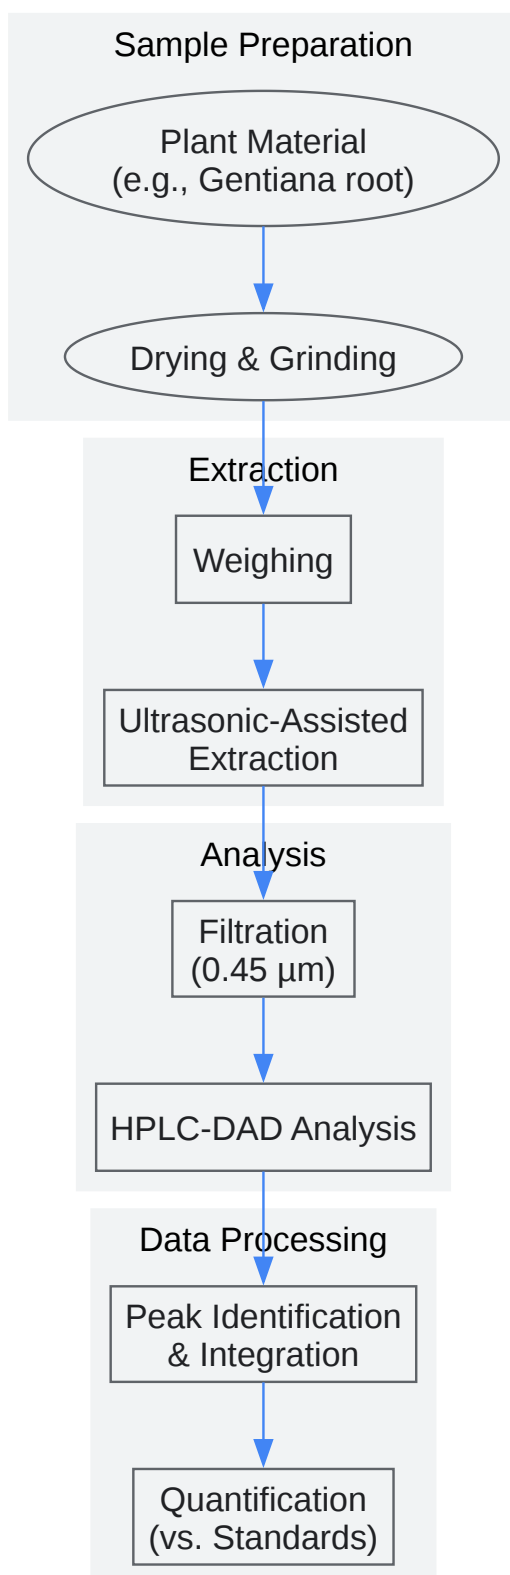 Sample Preparation
Plant Material
(e.g., Gentiana root)
Drying & Grinding
Extraction
Weighing
Ultrasonic-Assisted
Extraction
Analysis
Filtration
(0.45 µm)
HPLC-DAD Analysis
Data Processing
Peak Identification
& Integration
Quantification
(vs. Standards)